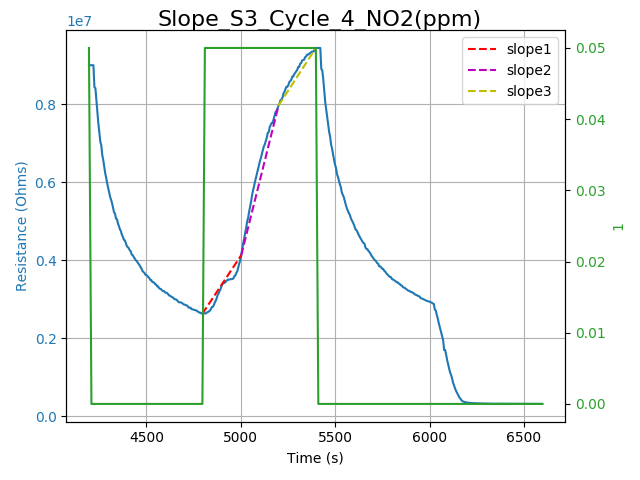 Slope_S3_Cycle_4_NO2(ppm)
1e7
slope1
slope2
slope3
0.8
0.6
0.4
0.2
0.0
Resistance (Ohms)
0.05
0.04
0.03
0.02
0.01
0.00
1
4500 5000 5500 6000 6500
Time (s)